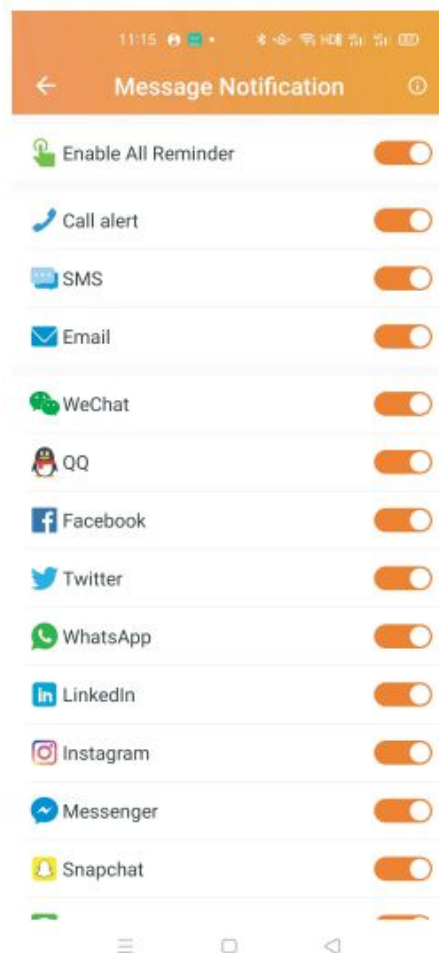 11:15
Message Notification
Enable All Reminder
Call alert
SMS
Email
WeChat
QQ
Facebook
Twitter
WhatsApp
in LinkedIn
Instagram
Messenger
Snapchat